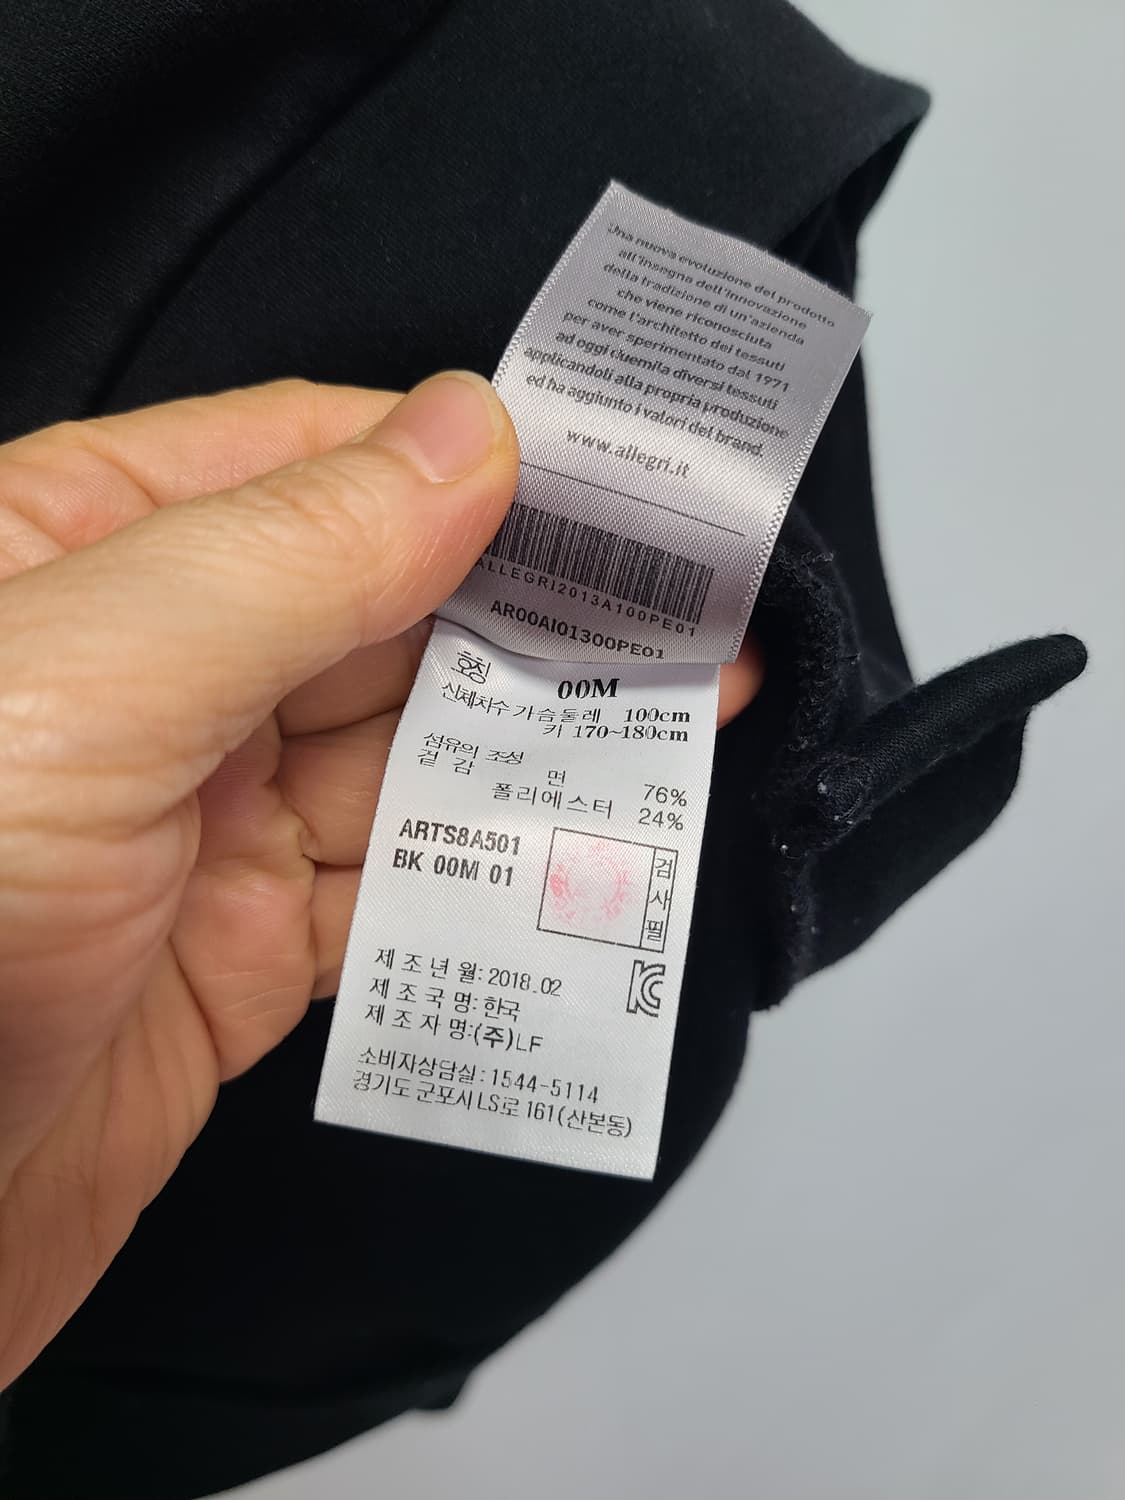 Una nuova evoluzione del prodotto
all'insegna dell'innovazione
della tradizione di un'azienda
che viene riconosciuta
come l'architetto dei tessuti
per aver sperimentato dal 1971
ad oggi duemila diversi tessuti
applicandoli alla propria produzione
ed ha aggiunto i valori del brand.
www.allegri.it
ALLEGRI2013A100PE01
AR00AI01300PE01
호칭 00M
신체치수 가슴둘레 100cm
키 170~180cm
섬유의 조성
겉 감 면 76%
폴리에스터 24%
ARTS8A501
BK 00M 01
검사필
제 조 년 월: 2018.02
제 조 국 명: 한국
제 조 자 명:(주)LF
소비자상담실:1544-5114
경기도 군포시 LS로 161(산본동)